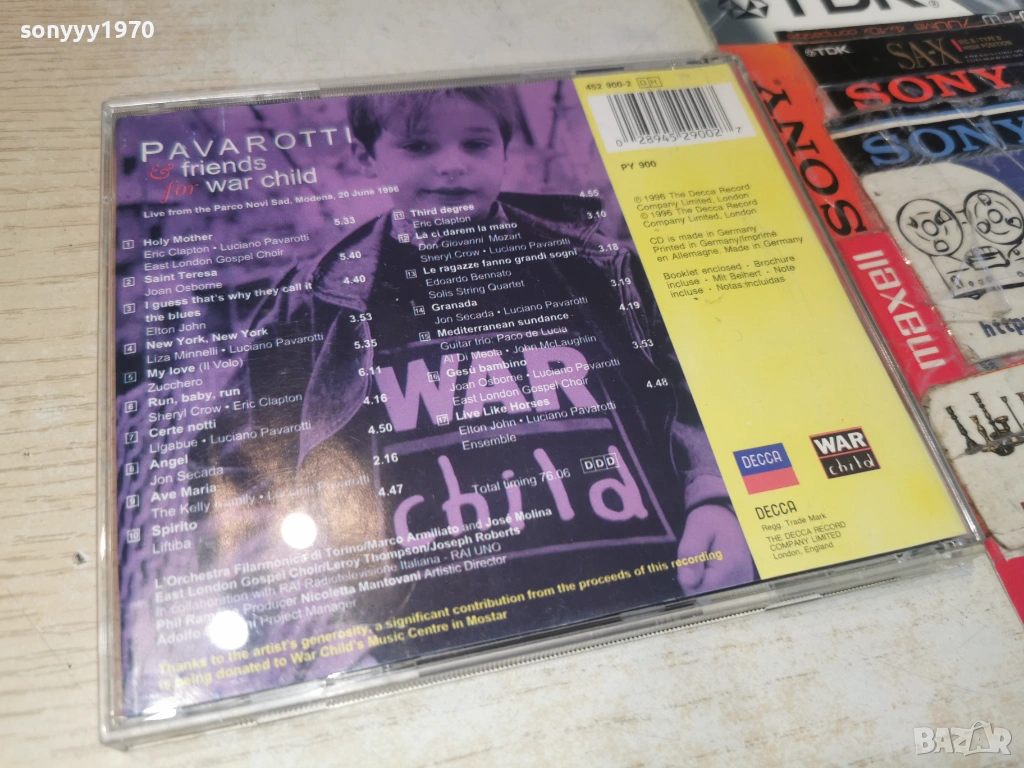 sonyyy1970
PAVAROTTI
& friends
for war child
Live from the Parco Novi Sad, Modena, 20 June 1996
1 Holy Mother 5.33
Eric Clapton • Luciano Pavarotti
East London Gospel Choir
2 Saint Teresa 5.40
Joan Osborne
3 I guess that's why they call it 4.40
the blues
Elton John
4 New York, New York 3.53
Liza Minnelli • Luciano Pavarotti
5 My love (Il Volo) 5.35
Zucchero
6 Run, baby, run 6.11
Sheryl Crow • Eric Clapton
7 Certe notti 4.16
Ligabue • Luciano Pavarotti
8 Angel 4.50
Jon Secada
9 Ave Maria 2.16
The Kelly Family • Luciano Pavarotti
10 Spirito 4.47
Liftiba
11 Third degree 4.55
Eric Clapton
12 Là ci darem la mano 3.10
Don Giovanni Mozart
Sheryl Crow • Luciano Pavarotti
13 Le ragazze fanno grandi sogni 3.18
Edoardo Bennato
Solis String Quartet
14 Granada 3.19
Jon Secada • Luciano Pavarotti
15 Mediterranean sundance 4.19
Guitar trio: Paco de Lucia
Al Di Meola • John McLaughlin
16 Gesù bambino 3.53
Joan Osborne • Luciano Pavarotti
East London Gospel Choir
17 Live Like Horses 4.48
Elton John • Luciano Pavarotti
Ensemble
Total timing 76.06 DDD
WAR
child
L'Orchestra Filarmonica di Torino/Marco Armiliato and José Molina
East London Gospel Choir/Leroy Thompson/Joseph Roberts
In collaboration with RAI Radiotelevisione Italiana - RAI UNO
Phil Ram Producer Nicoletta Mantovani Artistic Director
Adolfo Project Manager
Thanks to the artist's generosity, a significant contribution from the proceeds of this recording
is being donated to War Child's Music Centre in Mostar
452 900-2 GH
0 28945 29002 7
PY 900
℗ 1996 The Decca Record
Company Limited, London
© 1996 The Decca Record
Company Limited, London
CD is made in Germany
Printed in Germany/Imprimé
en Allemagne. Made in Germany
Booklet enclosed • Brochure
incluse • Mit Beiheft • Note
incluse • Notas incluidas
DECCA
WAR
child
DECCA
Regd. Trade Mark
THE DECCA RECORD
COMPANY LIMITED
London, England
TDK
TDK SA-X
SONY
SONY
SONY
maxell
http
BAZAR